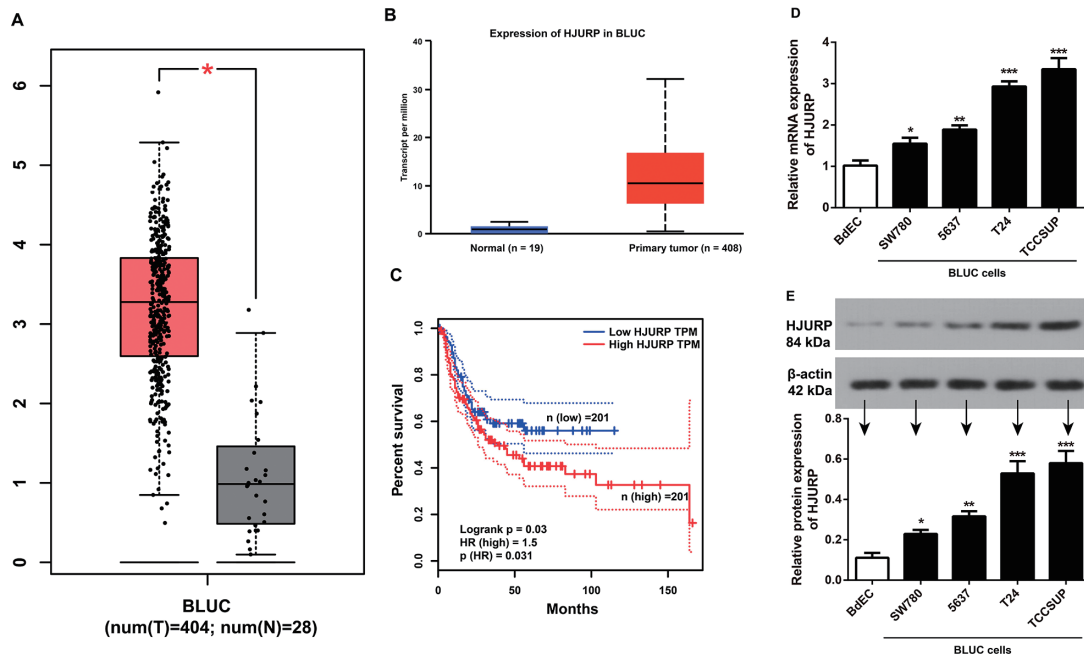 A
6
5
4
3
2
1
0
*
BLUC
(num(T)=404; num(N)=28)
B
Expression of HJURP in BLUC
Transcript per million
40
30
20
10
0
Normal (n = 19)
Primary tumor (n = 408)
C
Percent survival
1.0
0.8
0.6
0.4
0.2
0.0
Low HJURP TPM
High HJURP TPM
n (low) =201
n (high) =201
Logrank p = 0.03
HR (high) = 1.5
p (HR) = 0.031
0 50 100 150
Months
D
Relative mRNA expression
of HJURP
4
3
2
1
0
* ** *** ***
BdEC SW780 5637 T24 TCCSUP
BLUC cells
E
HJURP
84 kDa
β-actin
42 kDa
Relative protein expression
of HJURP
0.8
0.6
0.4
0.2
0.0
* ** *** ***
BdEC SW780 5637 T24 TCCSUP
BLUC cells